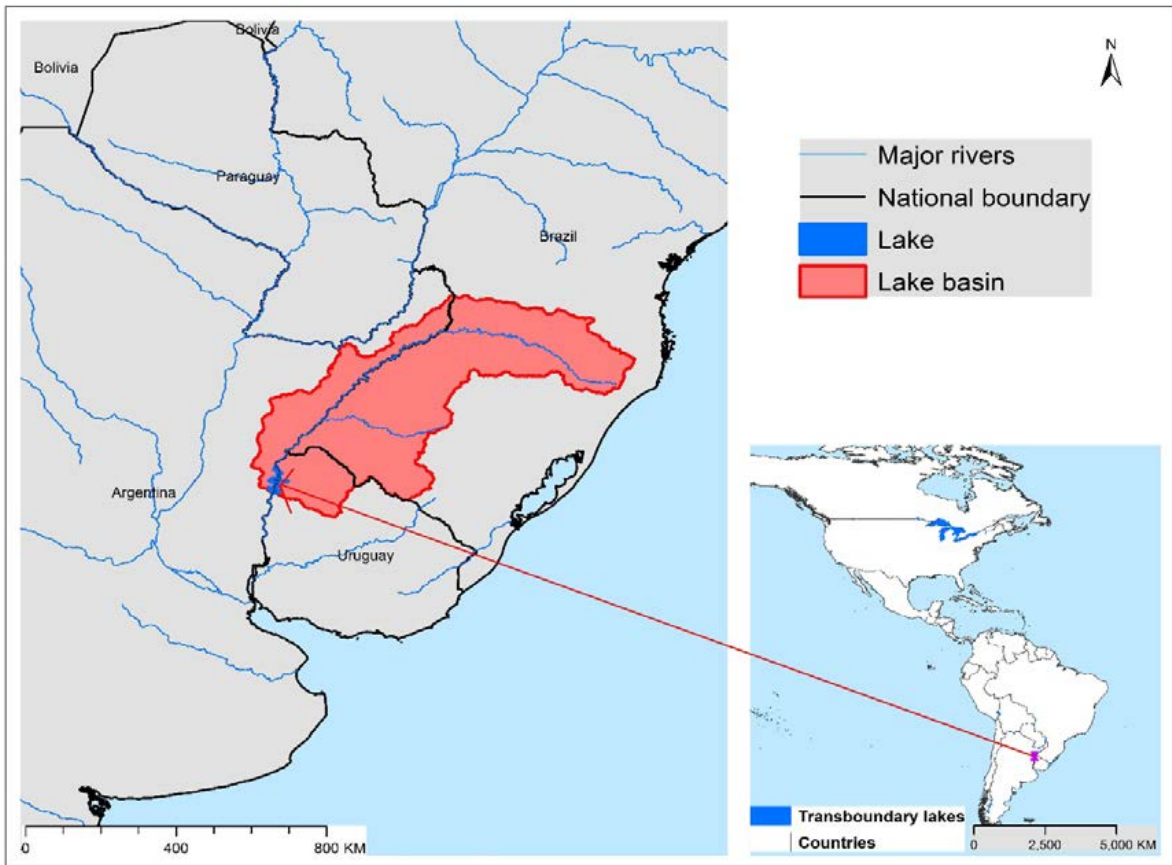 Bolivia
Bolivia
Paraguay
Brazil
Argentina
Uruguay
0 400 800 KM
N
Major rivers
National boundary
Lake
Lake basin
Transboundary lakes
Countries
0 2,500 5,000 KM